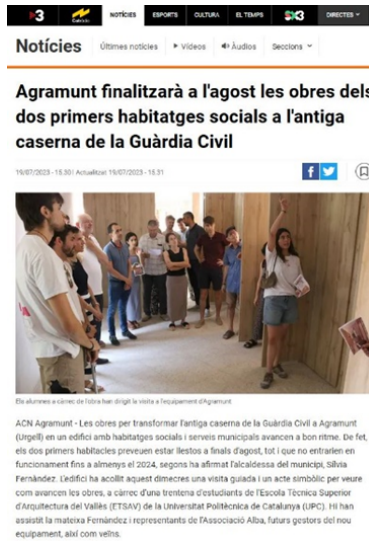 3
Catràdio
NOTÍCIES
ESPORTS
CULTURA
EL TEMPS
SX3
DIRECTES
Notícies
Últimes notícies
Vídeos
Àudios
Seccions
Agramunt finalitzarà a l'agost les obres dels
dos primers habitatges socials a l'antiga
caserna de la Guàrdia Civil
19/07/2023 - 15.30 | Actualitzat 19/07/2023 - 15.31
Els alumnes a càrrec de l'obra han dirigit la visita a l'equipament d'Agramunt
ACN Agramunt - Les obres per transformar l'antiga caserna de la Guàrdia Civil a Agramunt
(Urgell) en un edifici amb habitatges socials i serveis municipals avancen a bon ritme. De fet,
els dos primers habitacles preveuen estar llestos a finals d'agost, tot i que no entrarien en
funcionament fins a almenys el 2024, segons ha afirmat l'alcaldessa del municipi, Sílvia
Fernàndez. L'edifici ha acollit aquest dimecres una visita guiada i un acte simbòlic per veure
com avancen les obres, a càrrec d'una trentena d'estudiants de l'Escola Tècnica Superior
d'Arquitectura del Vallès (ETSAV) de la Universitat Politècnica de Catalunya (UPC). Hi han
assistit la mateixa Fernàndez i representants de l'Associació Alba, futurs gestors del nou
equipament, així com veïns.